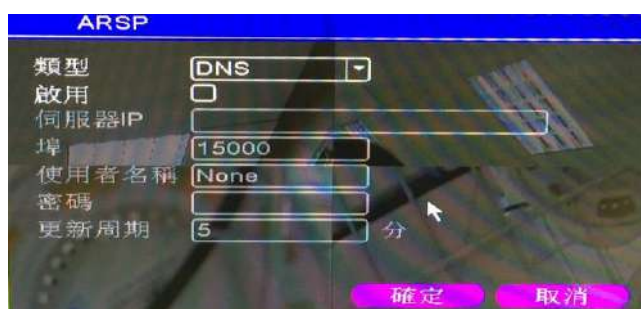 ARSP
類型 DNS
啟用
伺服器IP
埠 15000
使用者名稱 None
密碼
更新周期 5 分
確定 取消